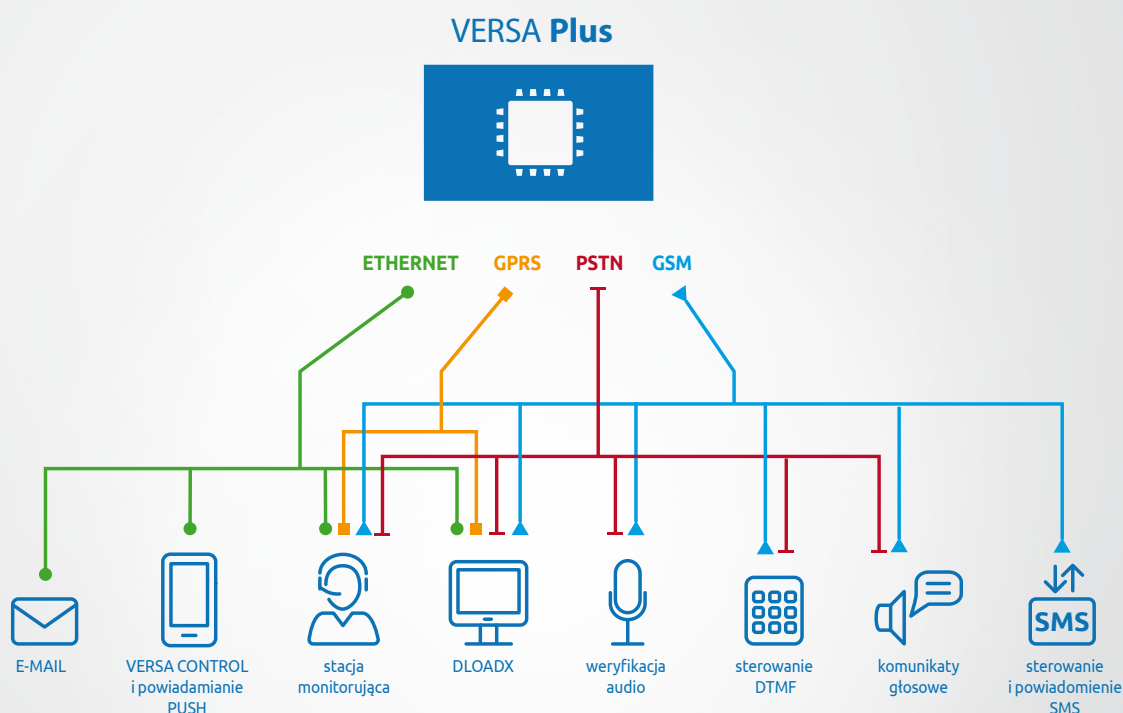 VERSA Plus
ETHERNET GPRS PSTN GSM
SMS
E-MAIL
VERSA CONTROL
i powiadamianie
PUSH
stacja
monitorująca
DLOADX
weryfikacja
audio
sterowanie
DTMF
komunikaty
głosowe
sterowanie
i powiadomienie
SMS